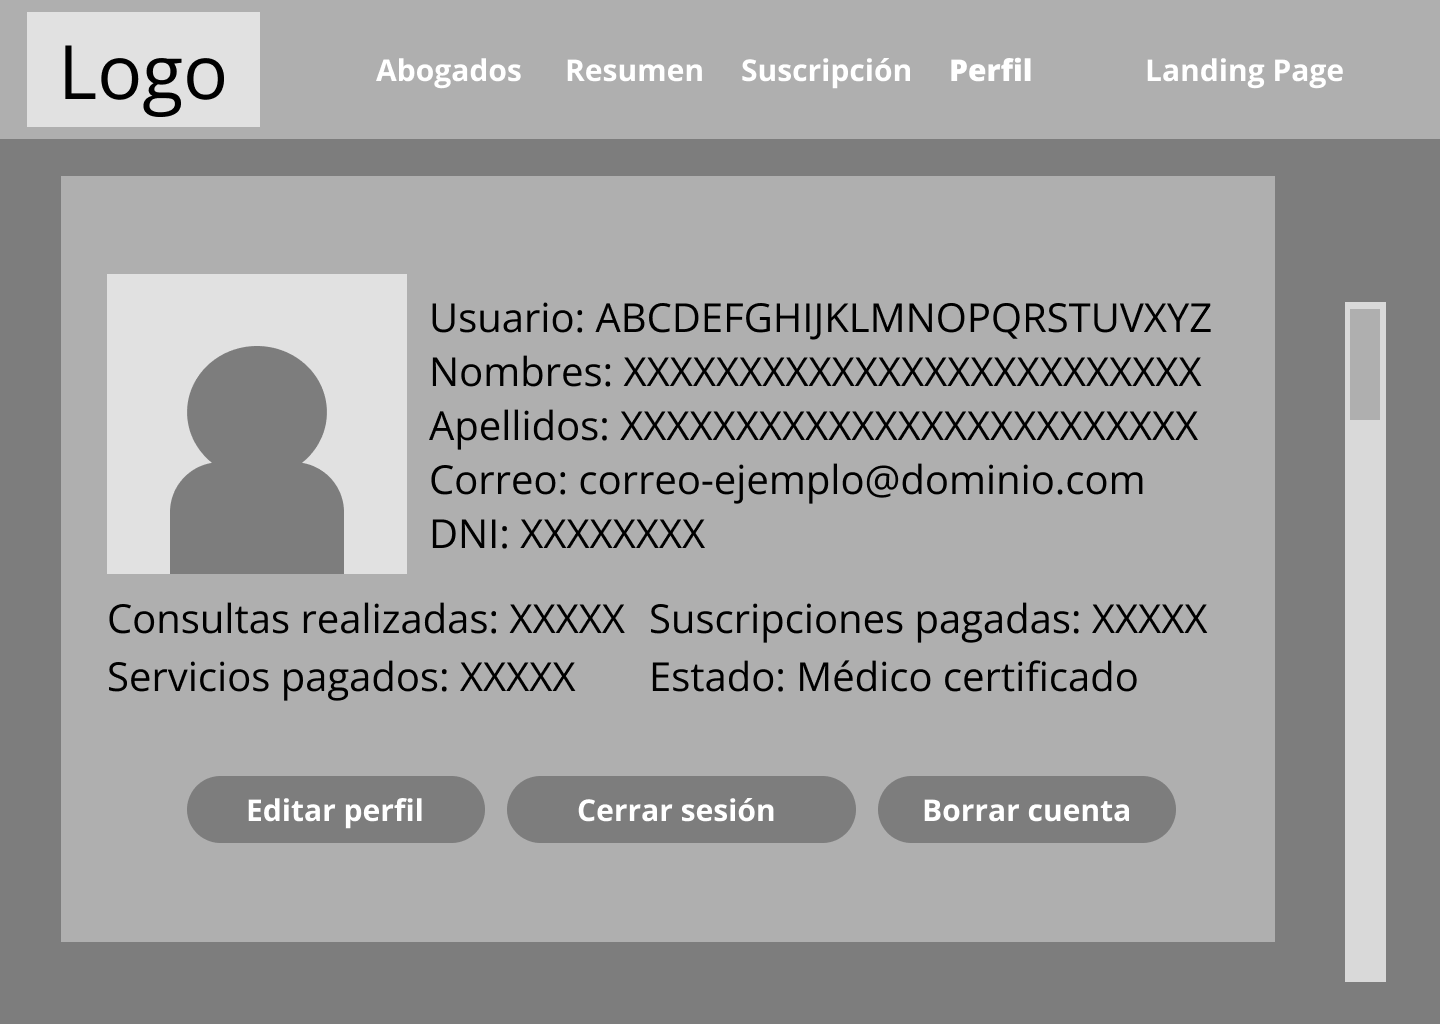 Logo
Abogados Resumen Suscripción Perfil Landing Page
Usuario: ABCDEFGHIJKLMNOPQRSTUVXYZ
Nombres: XXXXXXXXXXXXXXXXXXXXXXXXX
Apellidos: XXXXXXXXXXXXXXXXXXXXXXXXX
Correo: correo-ejemplo@dominio.com
DNI: XXXXXXXX
Consultas realizadas: XXXXX Suscripciones pagadas: XXXXX
Servicios pagados: XXXXX Estado: Médico certificado
Editar perfil Cerrar sesión Borrar cuenta